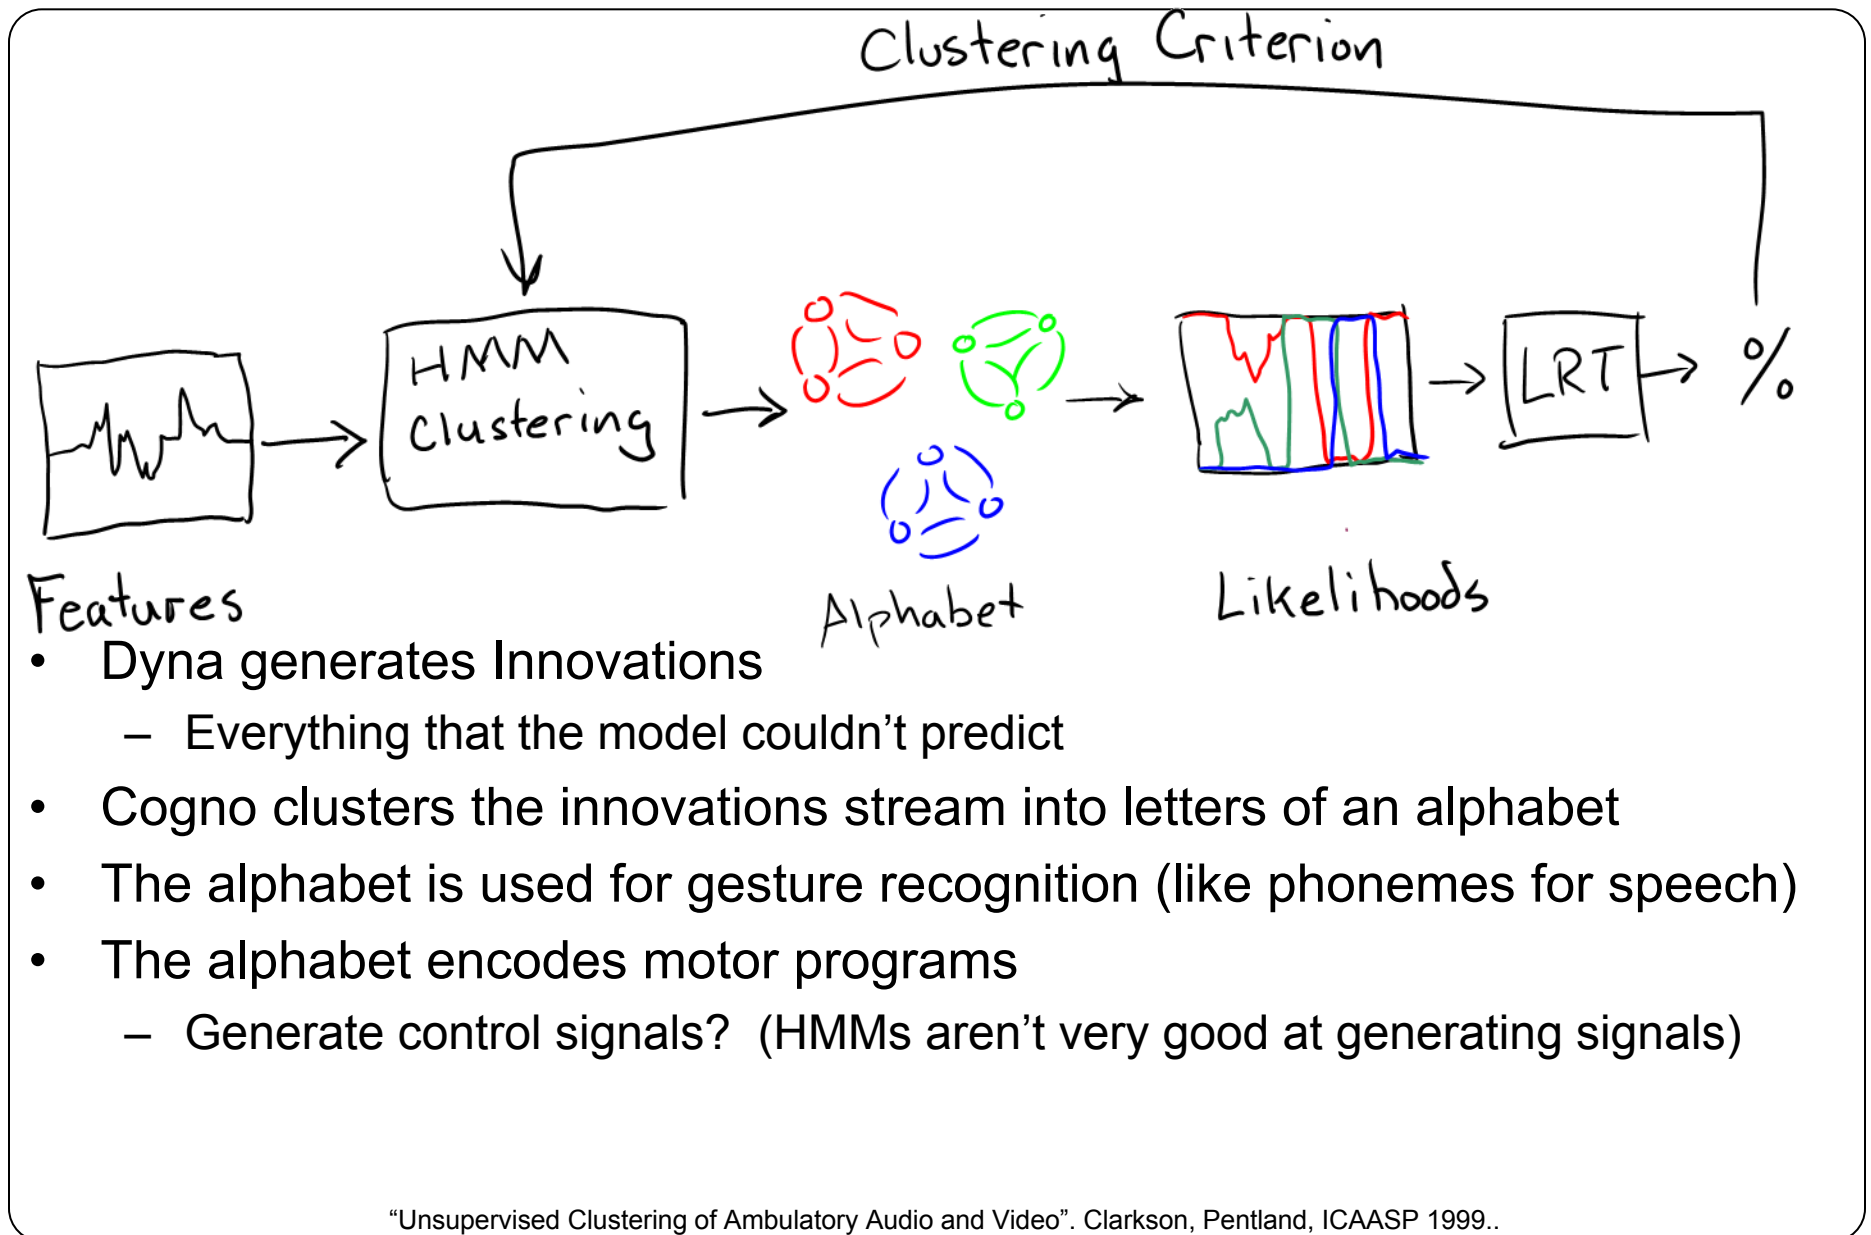 Clustering Criterion
HMM
Clustering
LRT
%
Features
Alphabet
Likelihoods
• Dyna generates Innovations
– Everything that the model couldn’t predict
• Cogno clusters the innovations stream into letters of an alphabet
• The alphabet is used for gesture recognition (like phonemes for speech)
• The alphabet encodes motor programs
– Generate control signals? (HMMs aren’t very good at generating signals)
“Unsupervised Clustering of Ambulatory Audio and Video”. Clarkson, Pentland, ICAASP 1999..